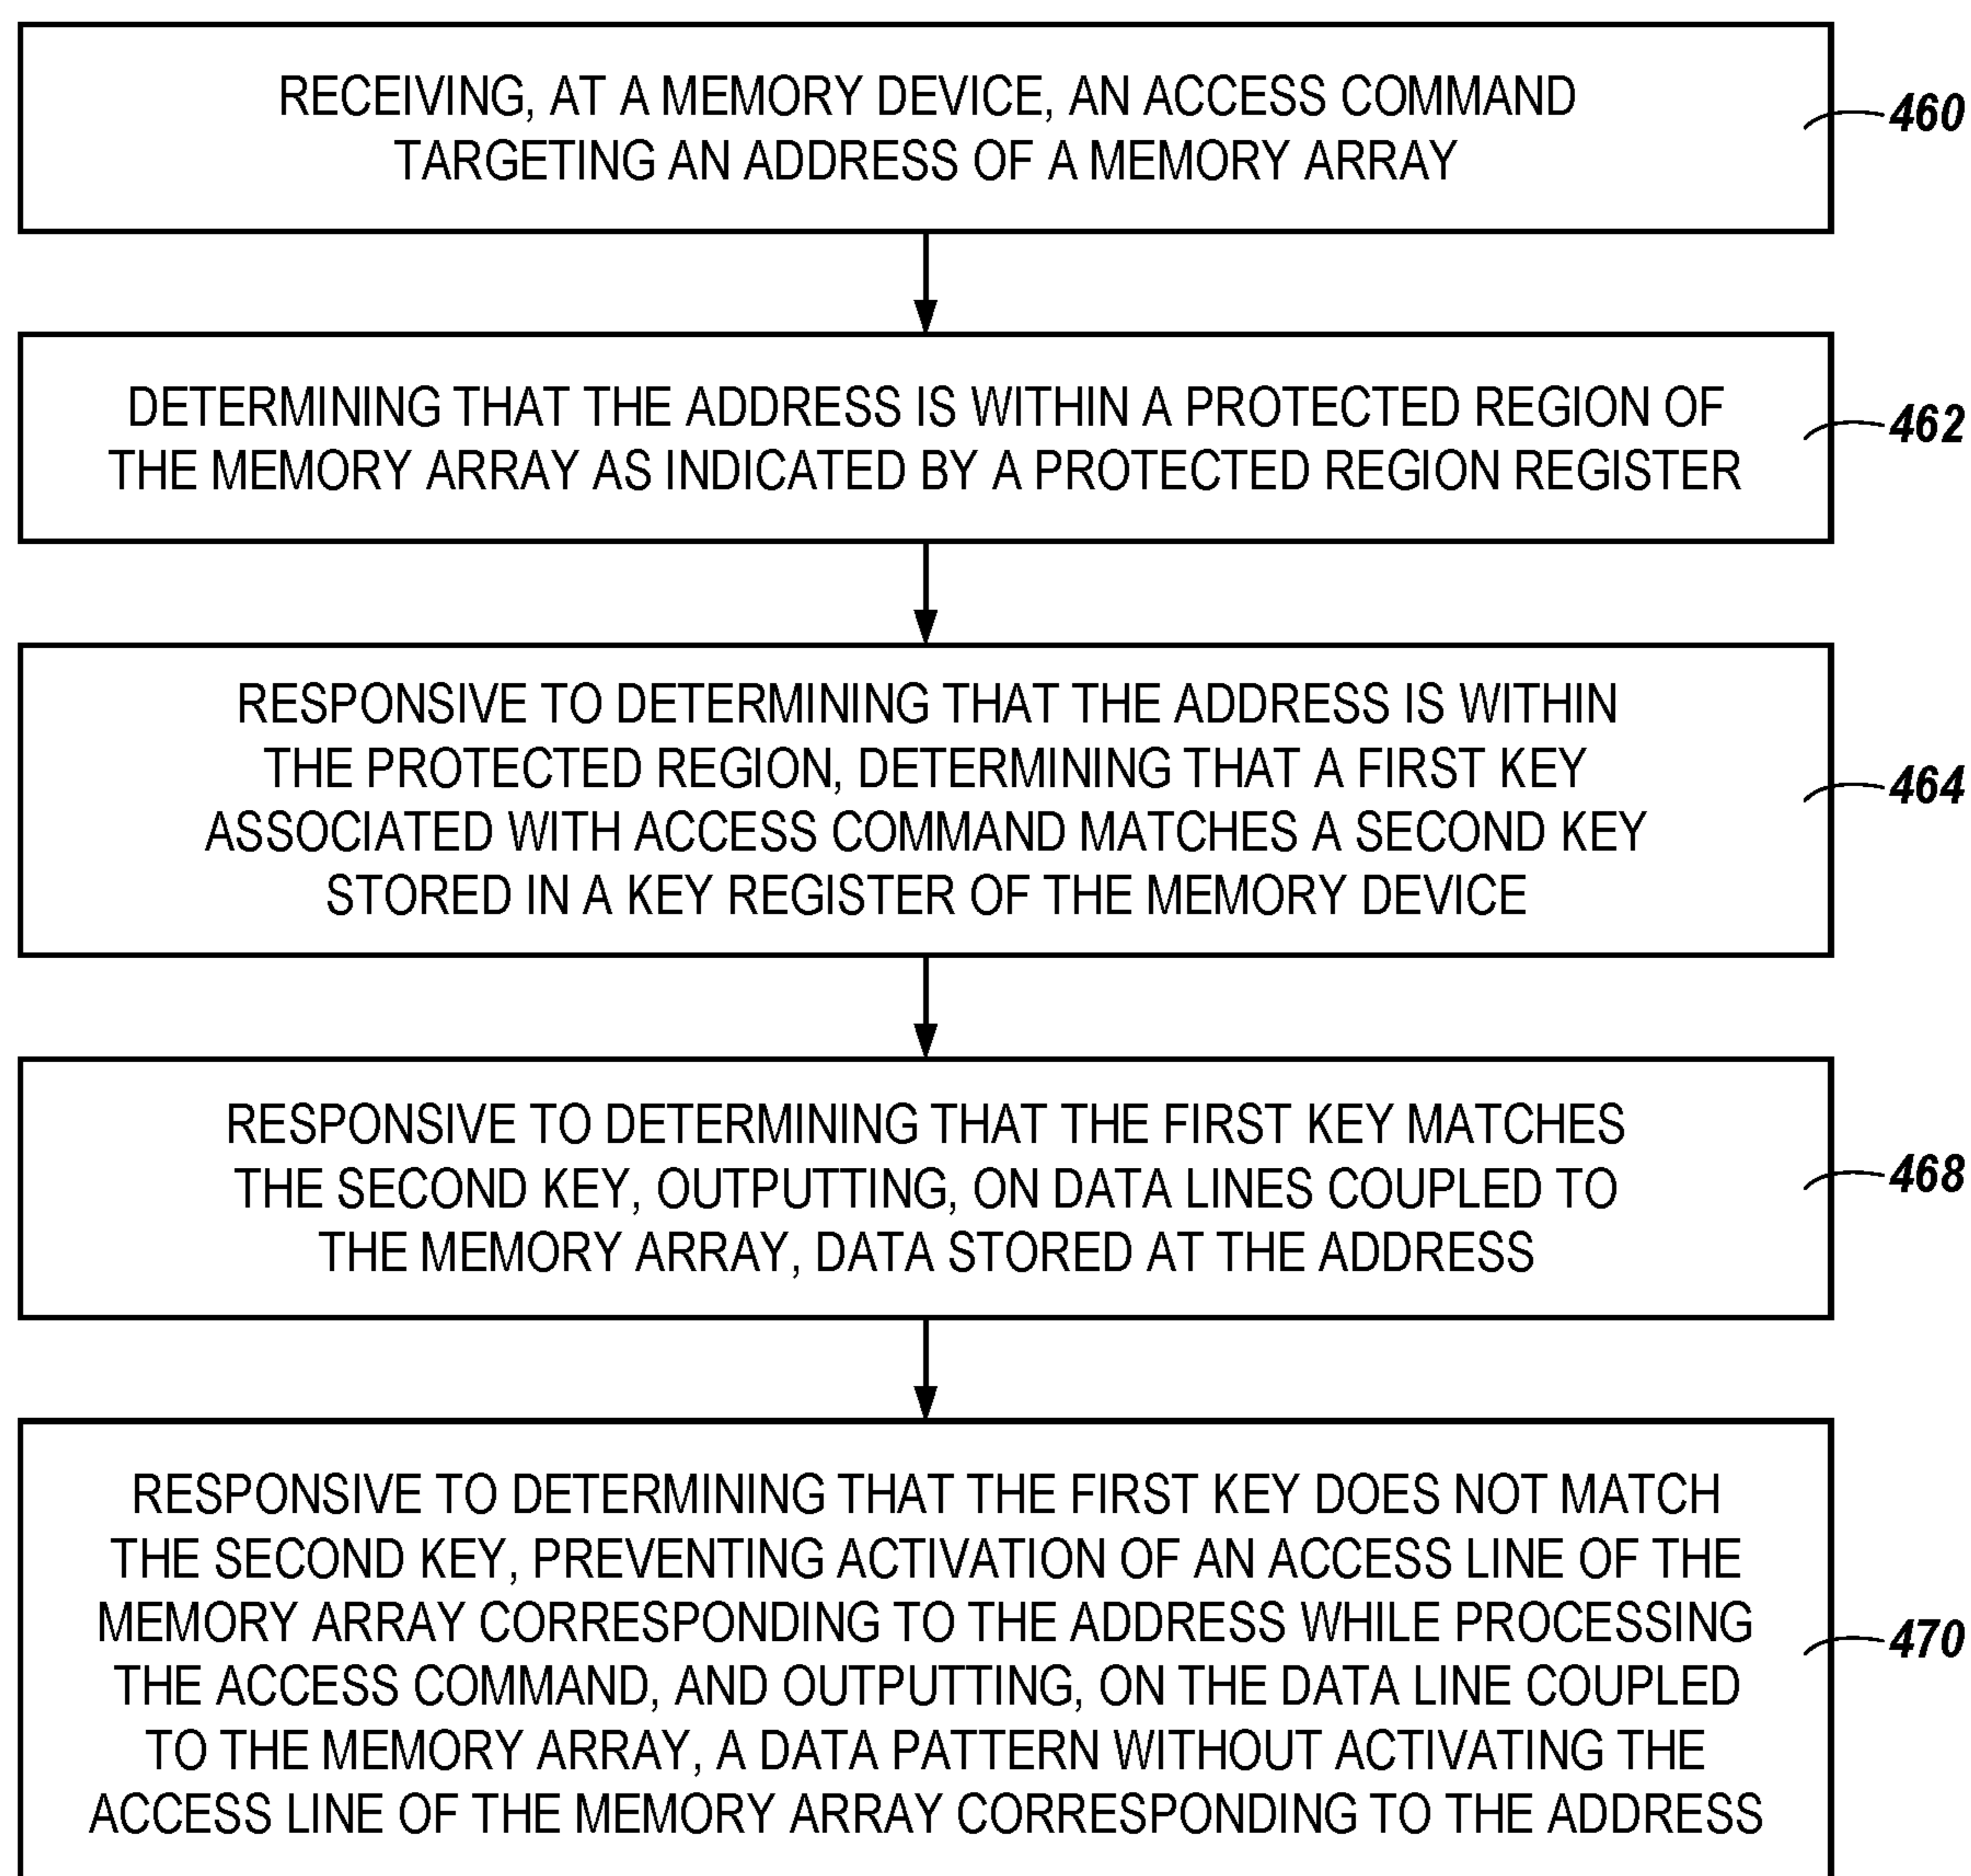 RECEIVING, AT A MEMORY DEVICE, AN ACCESS COMMAND
TARGETING AN ADDRESS OF A MEMORY ARRAY
460
DETERMINING THAT THE ADDRESS IS WITHIN A PROTECTED REGION OF
THE MEMORY ARRAY AS INDICATED BY A PROTECTED REGION REGISTER
462
RESPONSIVE TO DETERMINING THAT THE ADDRESS IS WITHIN
THE PROTECTED REGION, DETERMINING THAT A FIRST KEY
ASSOCIATED WITH ACCESS COMMAND MATCHES A SECOND KEY
STORED IN A KEY REGISTER OF THE MEMORY DEVICE
464
RESPONSIVE TO DETERMINING THAT THE FIRST KEY MATCHES
THE SECOND KEY, OUTPUTTING, ON DATA LINES COUPLED TO
THE MEMORY ARRAY, DATA STORED AT THE ADDRESS
468
RESPONSIVE TO DETERMINING THAT THE FIRST KEY DOES NOT MATCH
THE SECOND KEY, PREVENTING ACTIVATION OF AN ACCESS LINE OF THE
MEMORY ARRAY CORRESPONDING TO THE ADDRESS WHILE PROCESSING
THE ACCESS COMMAND, AND OUTPUTTING, ON THE DATA LINE COUPLED
TO THE MEMORY ARRAY, A DATA PATTERN WITHOUT ACTIVATING THE
ACCESS LINE OF THE MEMORY ARRAY CORRESPONDING TO THE ADDRESS
470